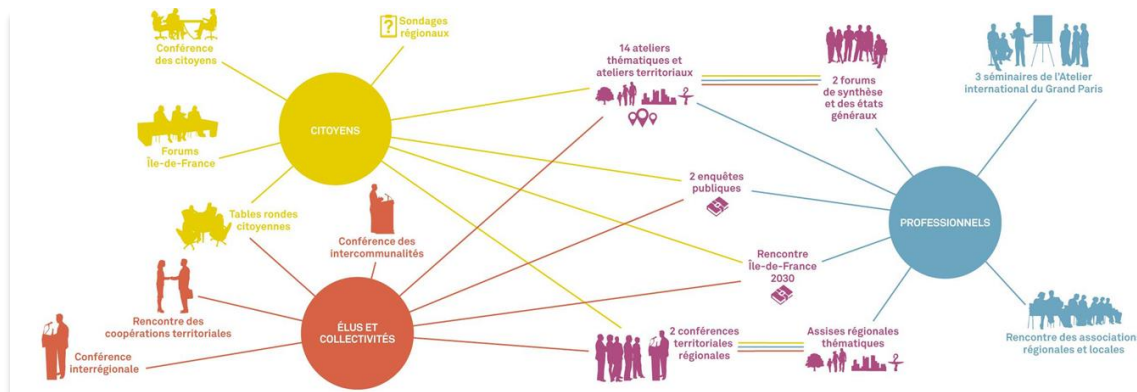 Conférence
des citoyens
Sondages
régionaux
Forums
Île-de-France
CITOYENS
Tables rondes
citoyennes
Conférence des
intercommunalités
Rencontre des
coopérations territoriales
Conférence
interrégionale
ÉLUS ET
COLLECTIVITÉS
14 ateliers
thématiques et
ateliers territoriaux
2 forums
de synthèse
et des états
généraux
3 séminaires de l'Atelier
international du Grand Paris
2 enquêtes
publiques
PROFESSIONNELS
Rencontre
Île-de-France
2030
2 conférences
territoriales
régionales
Assises régionales
thématiques
Rencontre des association
régionales et locales